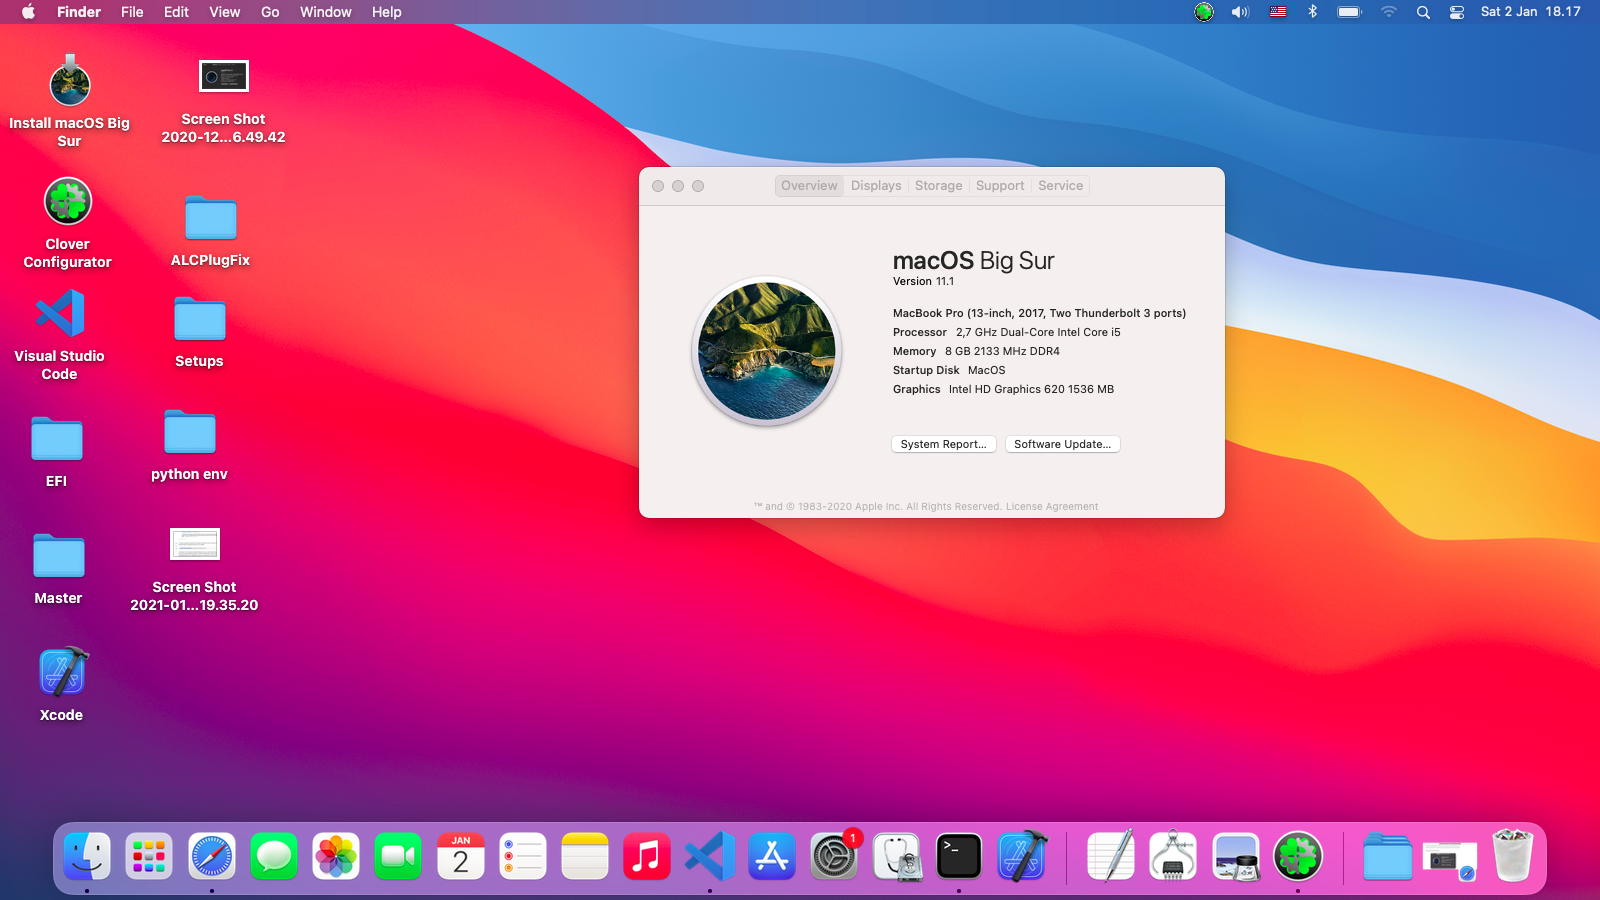 Finder File Edit View Go Window Help
Sat 2 Jan 18.17
Install macOS Big
Sur
Screen Shot
2020-12...6.49.42
Clover
Configurator
ALCPlugFix
Visual Studio
Code
Setups
EFI
python env
Master
Screen Shot
2021-01...19.35.20
Xcode
Overview Displays Storage Support Service
macOS Big Sur
Version 11.1
MacBook Pro (13-inch, 2017, Two Thunderbolt 3 ports)
Processor 2,7 GHz Dual-Core Intel Core i5
Memory 8 GB 2133 MHz DDR4
Startup Disk MacOS
Graphics Intel HD Graphics 620 1536 MB
System Report... Software Update...
™ and © 1983-2020 Apple Inc. All Rights Reserved. License Agreement
JAN
2
1
>_